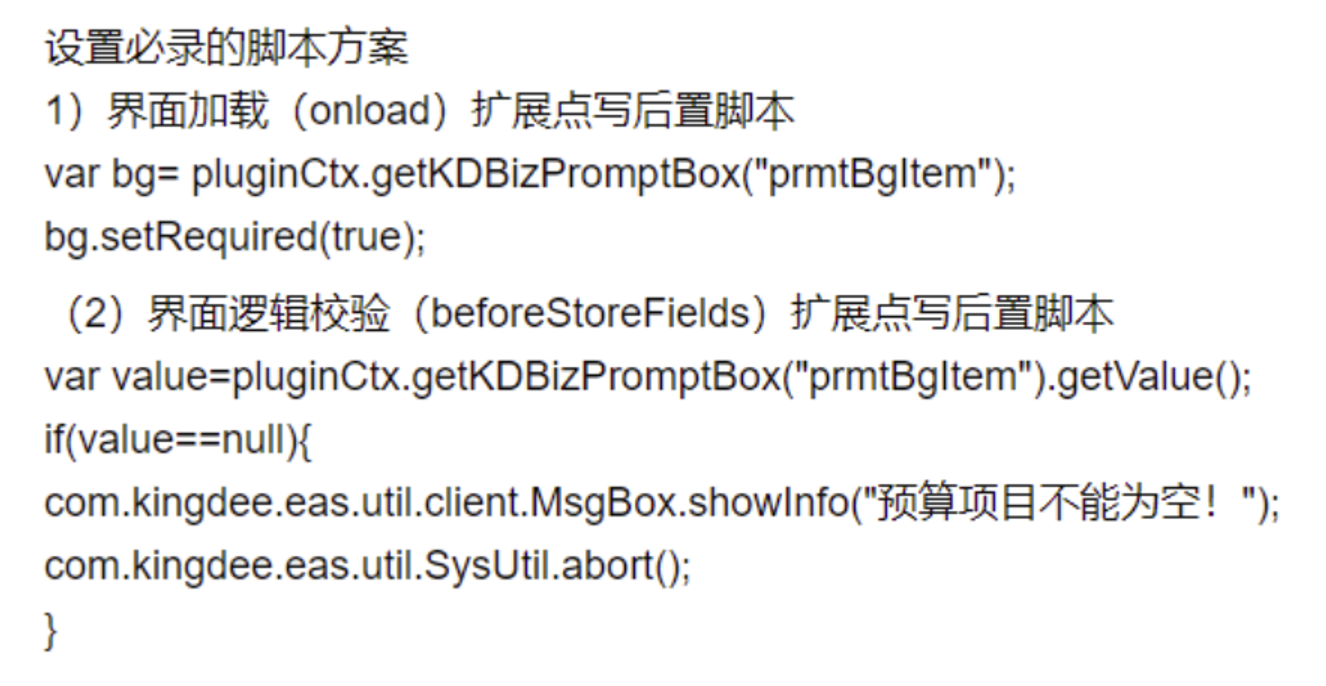 设置必录的脚本方案
1）界面加载（onload）扩展点写后置脚本
var bg= pluginCtx.getKDBizPromptBox("prmtBgItem");
bg.setRequired(true);
（2）界面逻辑校验（beforeStoreFields）扩展点写后置脚本
var value=pluginCtx.getKDBizPromptBox("prmtBgItem").getValue();
if(value==null){
com.kingdee.eas.util.client.MsgBox.showInfo("预算项目不能为空！");
com.kingdee.eas.util.SysUtil.abort();
}